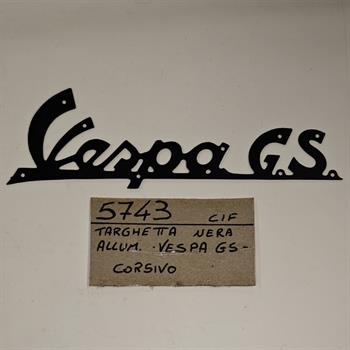 Vespa G.S.
5743 CIF
TARGHETTA NERA
ALLUM. -VESPA GS-
CORSIVO